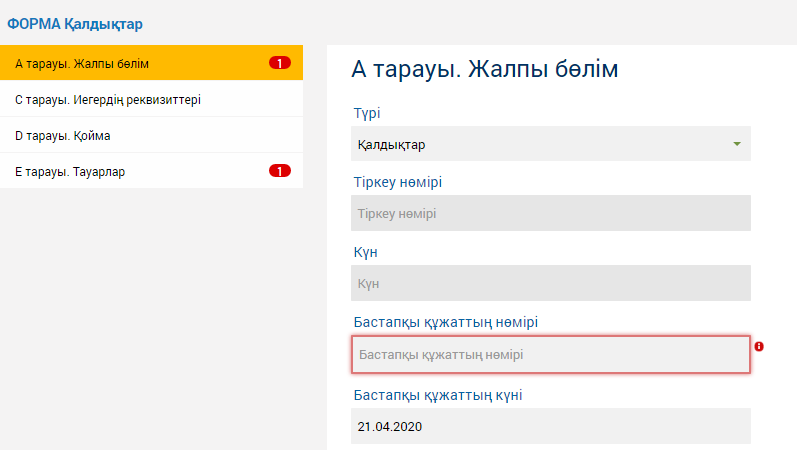 ФОРМА Қалдықтар
А тарауы. Жалпы бөлім
1
С тарауы. Иегердің реквизиттері
D тарауы. Қойма
Е тарауы. Тауарлар
1
А тарауы. Жалпы бөлім
Түрі
Қалдықтар
Тіркеу нөмірі
Тіркеу нөмірі
Күн
Күн
Бастапқы құжаттың нөмірі
Бастапқы құжаттың нөмірі
Бастапқы құжаттың күні
21.04.2020